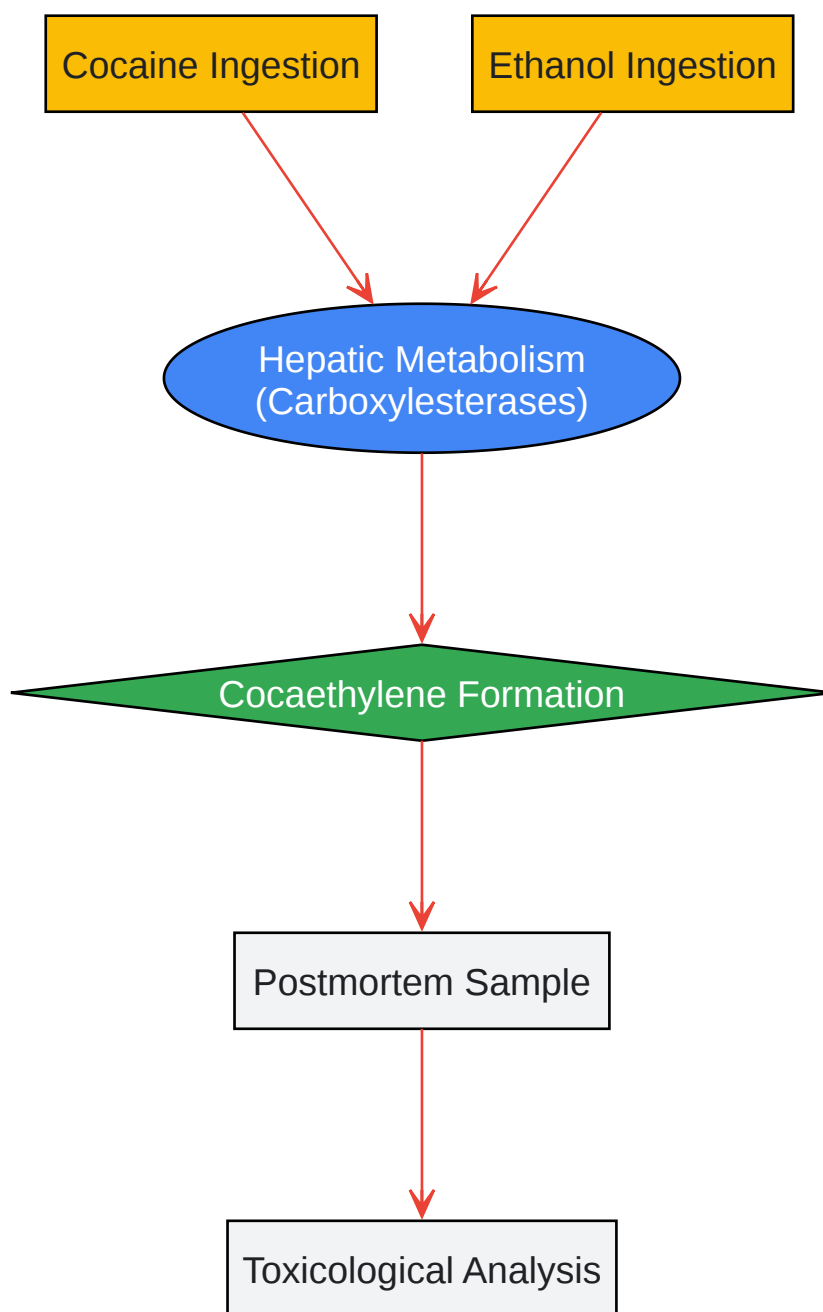 Cocaine Ingestion
Ethanol Ingestion
Hepatic Metabolism
(Carboxylesterases)
Cocaethylene Formation
Postmortem Sample
Toxicological Analysis